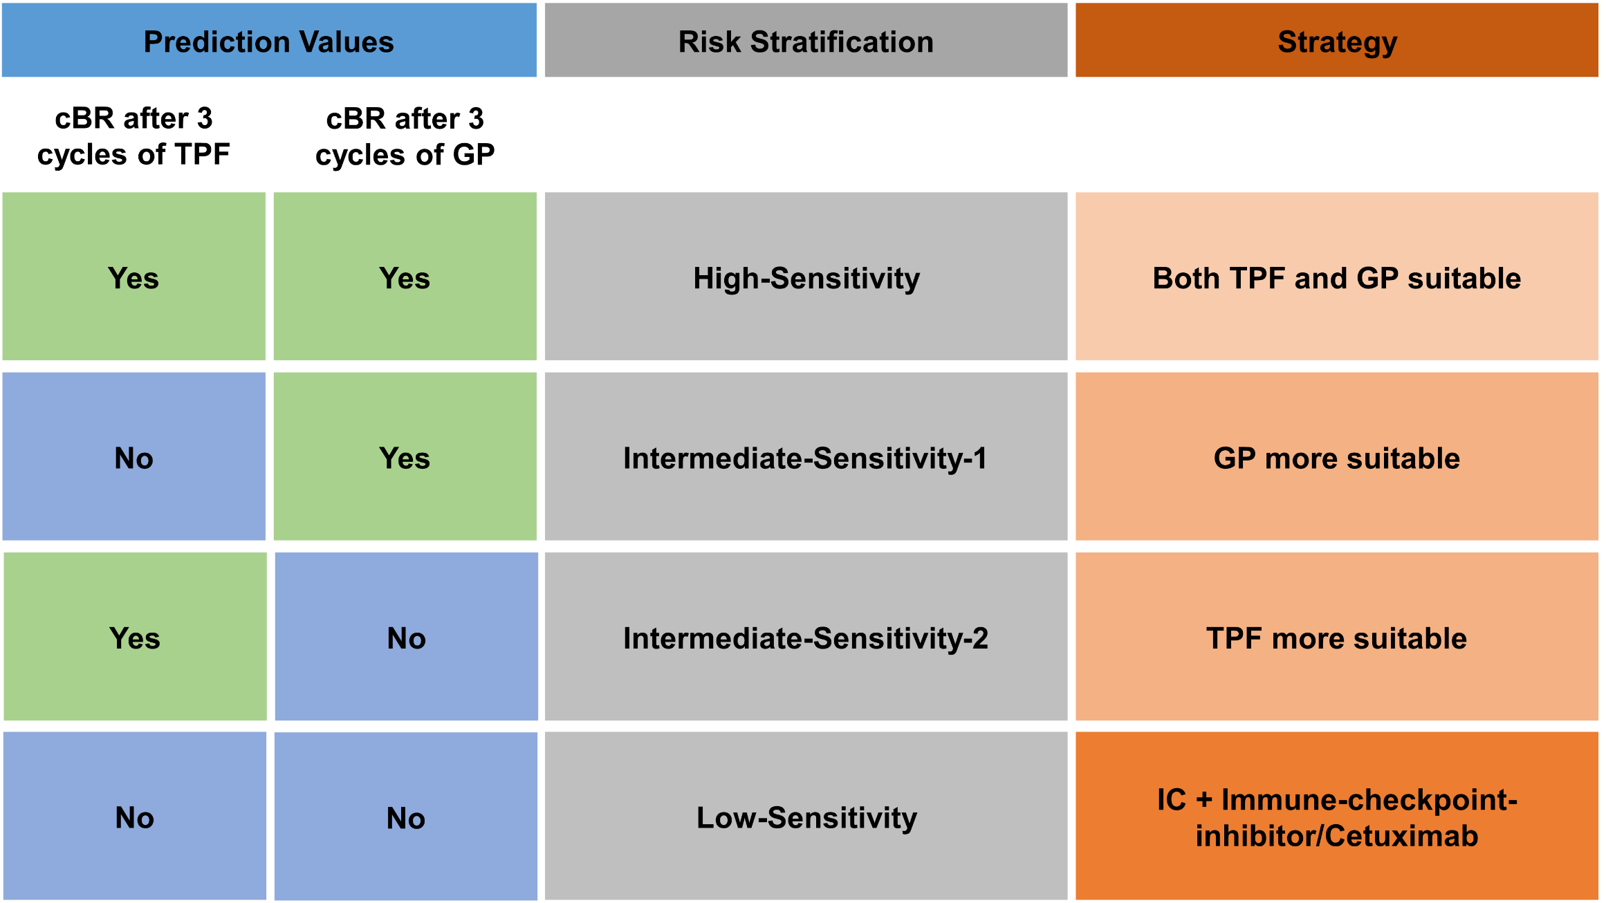 Prediction Values
Risk Stratification
Strategy
cBR after 3
cycles of TPF
cBR after 3
cycles of GP
Yes
Yes
High-Sensitivity
Both TPF and GP suitable
No
Yes
Intermediate-Sensitivity-1
GP more suitable
Yes
No
Intermediate-Sensitivity-2
TPF more suitable
No
No
Low-Sensitivity
IC + Immune-checkpoint-
inhibitor/Cetuximab